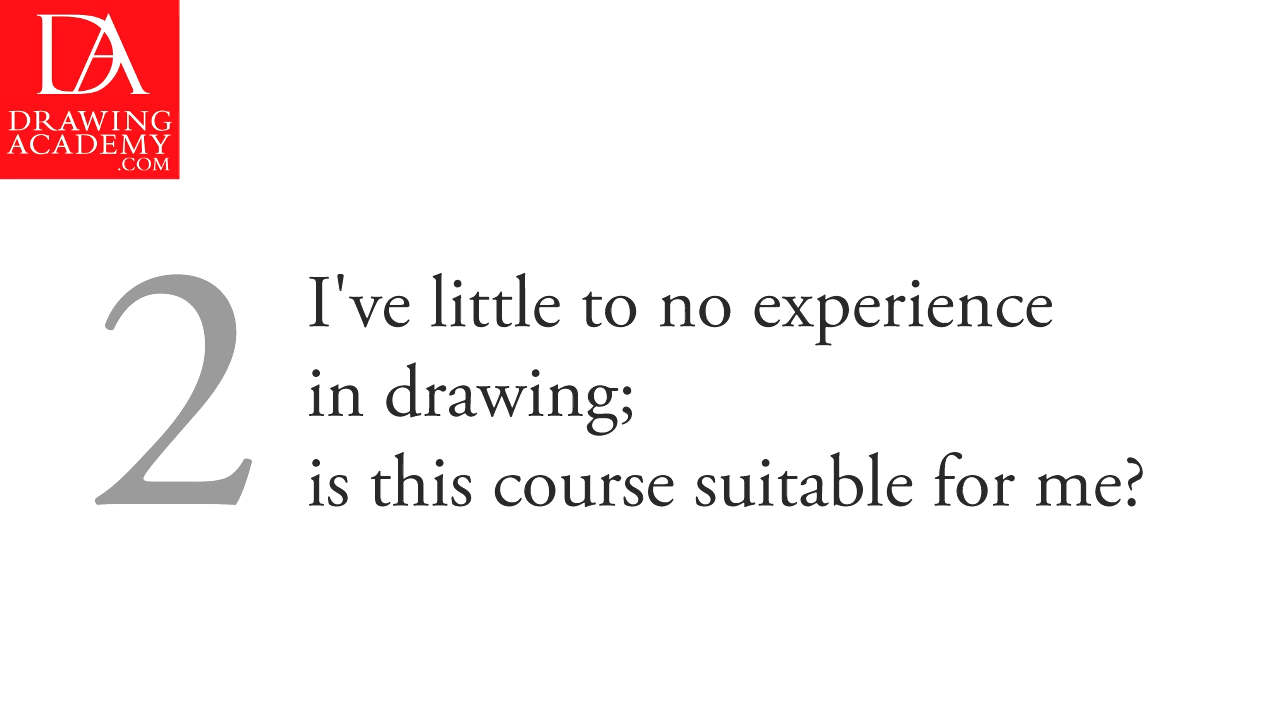 DA
DRAWING
ACADEMY
.COM
2
I've little to no experience
in drawing;
is this course suitable for me?